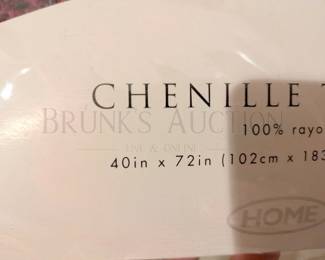 CHENILLE
BRUNK'S AUCTION
100% rayo
LIVE & ONLINE
40in x 72in (102cm x 183
HOME